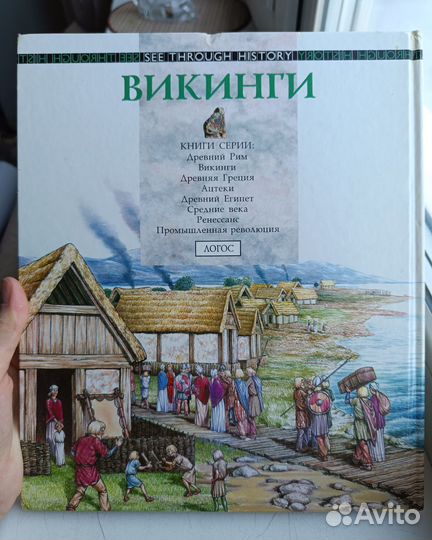 SEE THROUGH HISTORY
ВИКИНГИ
КНИГИ СЕРИИ:
Древний Рим
Викинги
Древняя Греция
Ацтеки
Древний Египет
Средние века
Ренессанс
Промышленная революция
ЛОГОС
Avito